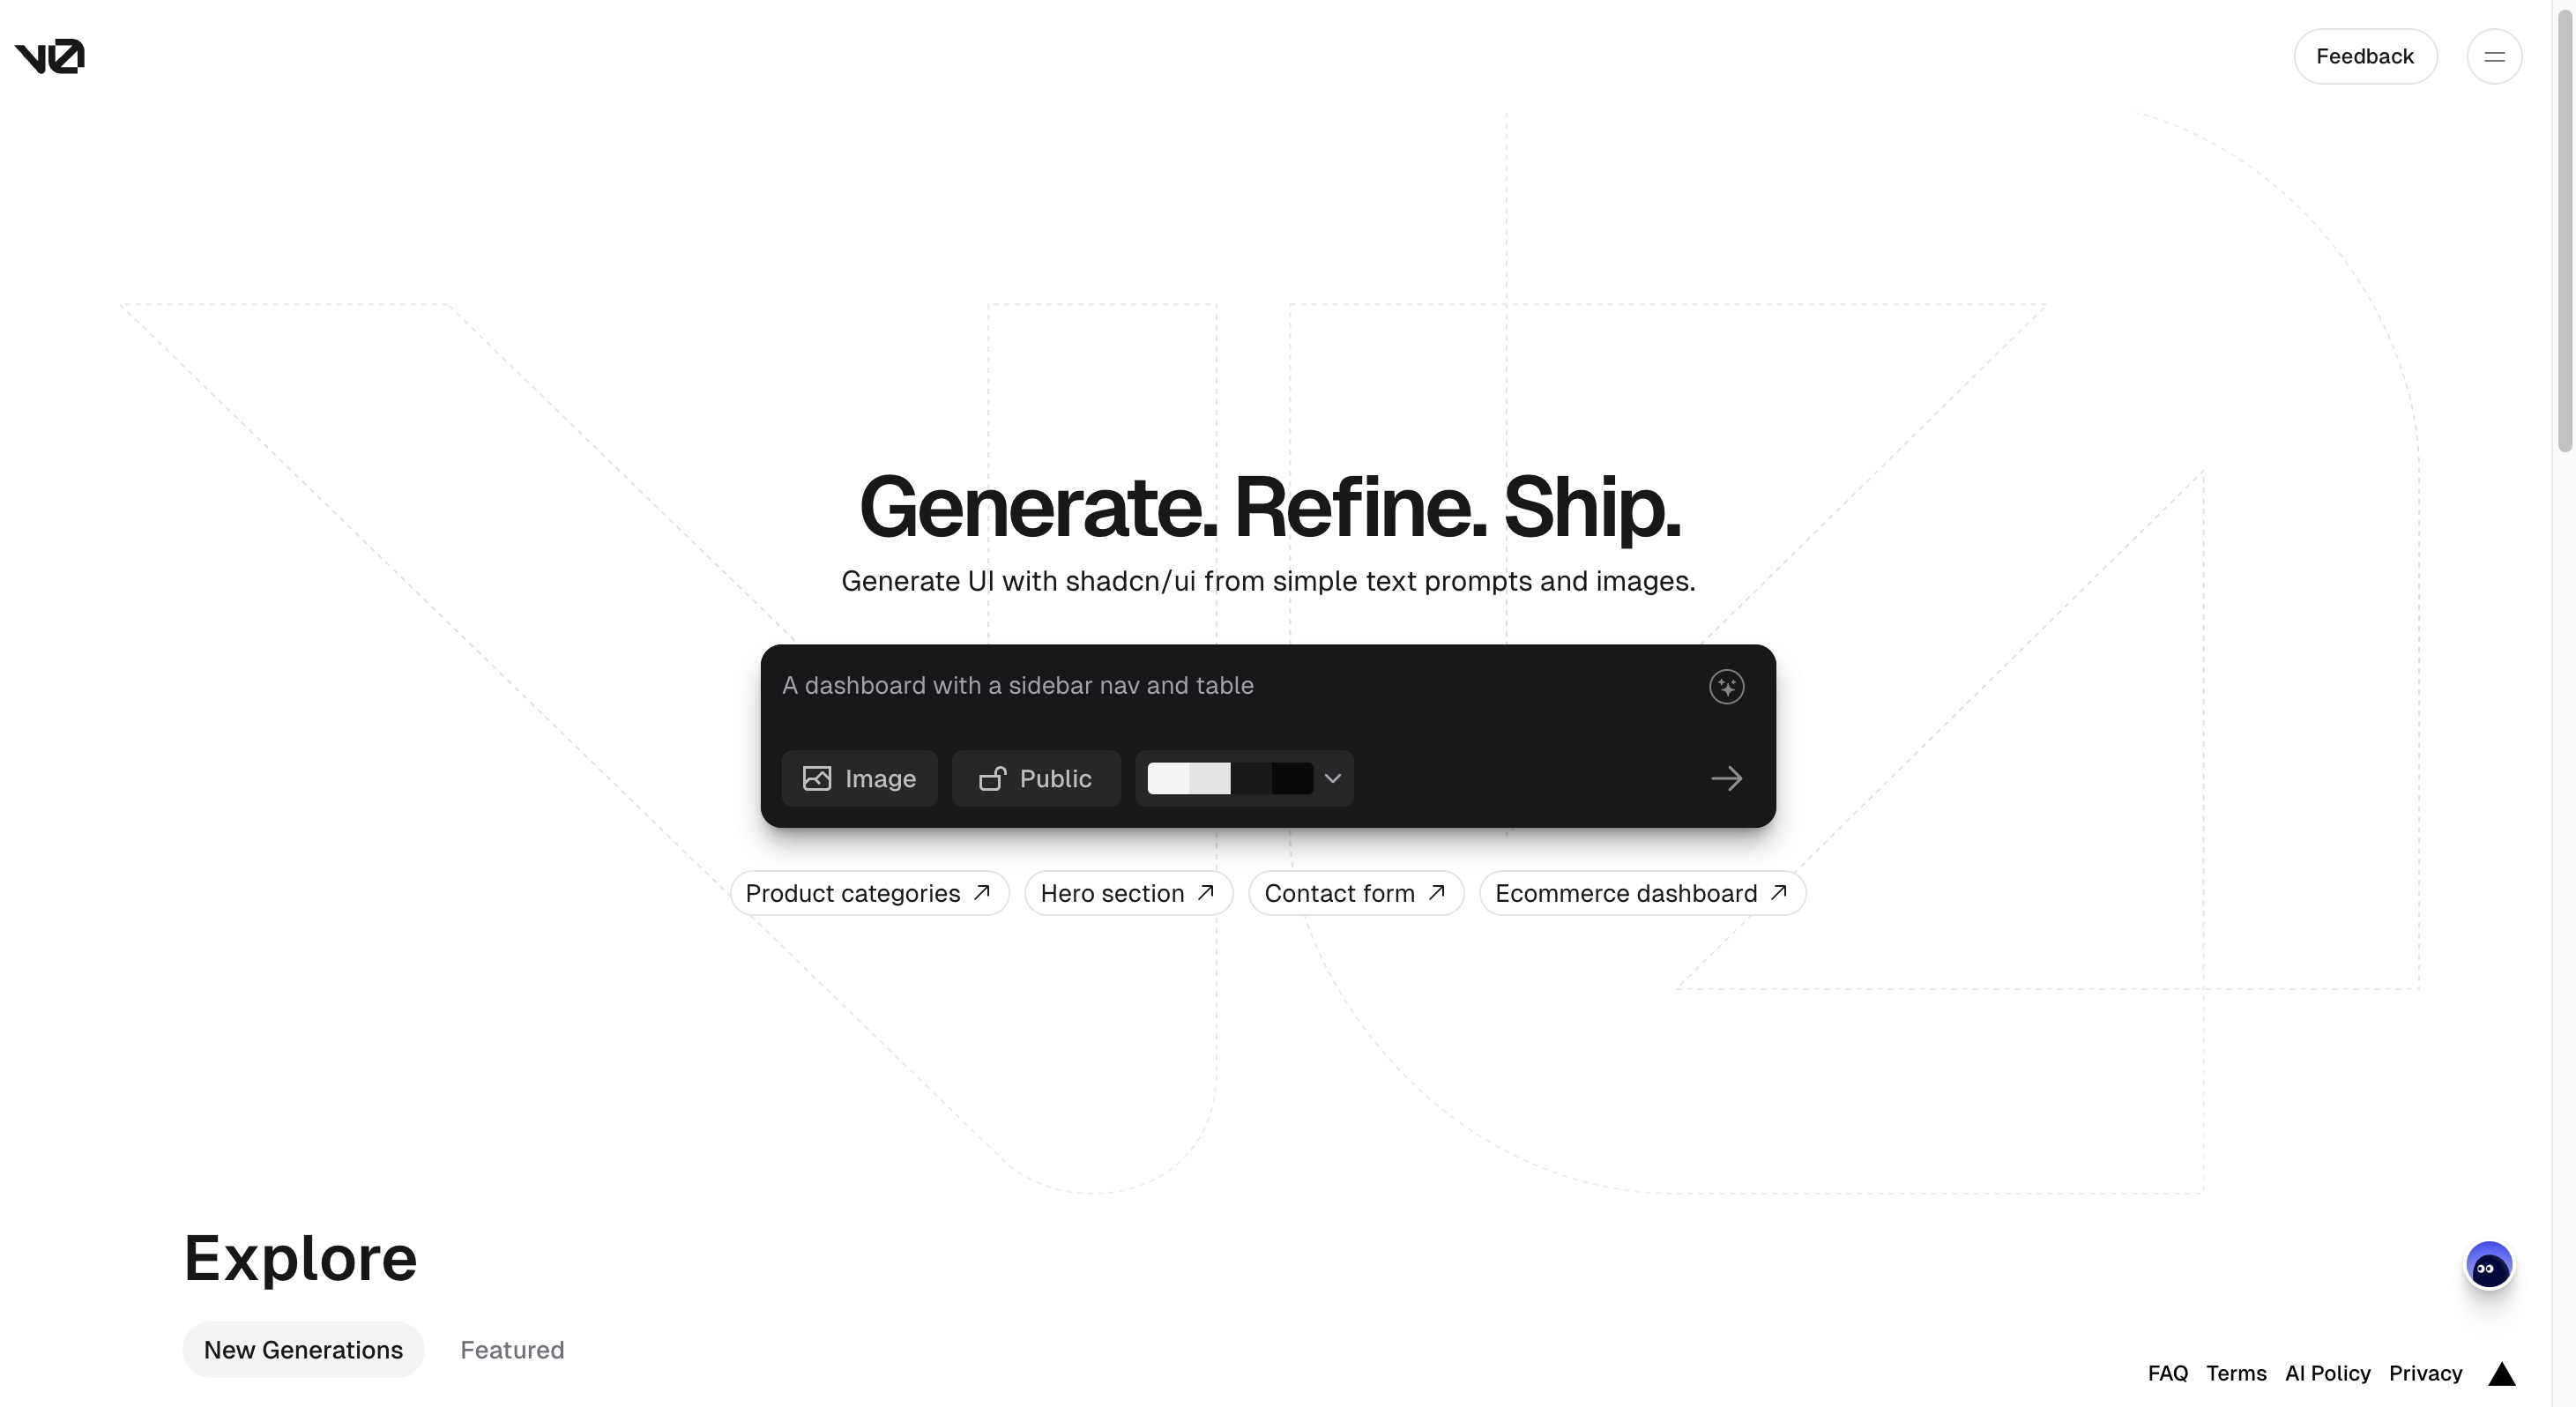 v0
Feedback
Generate. Refine. Ship.
Generate UI with shadcn/ui from simple text prompts and images.
A dashboard with a sidebar nav and table
Image
Public
Product categories
Hero section
Contact form
Ecommerce dashboard
Explore
New Generations
Featured
FAQ
Terms
AI Policy
Privacy